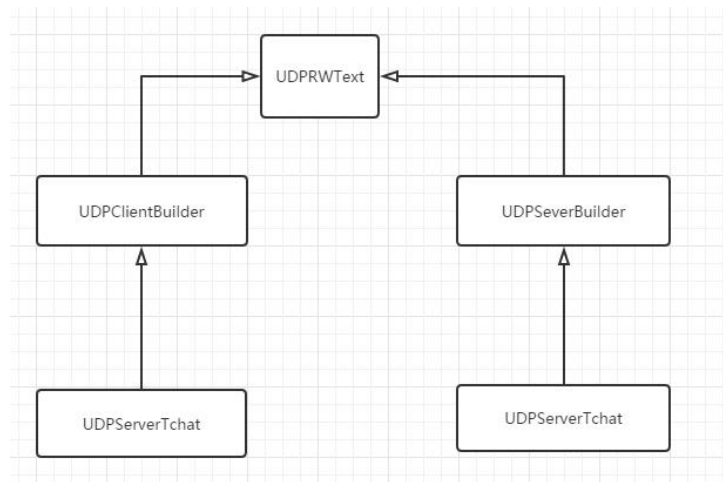 UDPRWText
UDPClientBuilder
UDPSeverBuilder
UDPServerTchat
UDPServerTchat